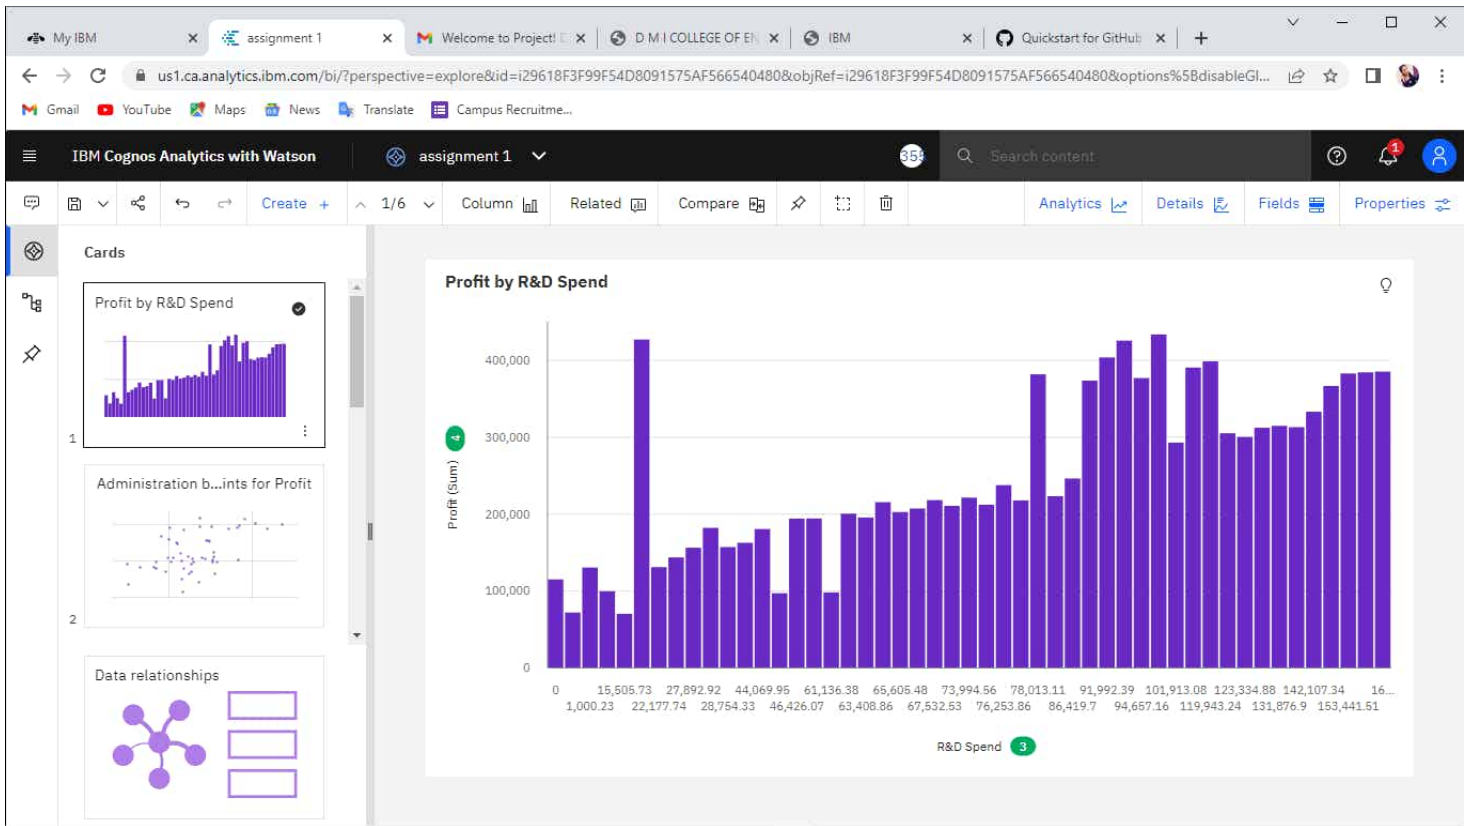 My IBM
assignment 1
Welcome to Project!
D M I COLLEGE OF EN
IBM
Quickstart for GitHub
us1.ca.analytics.ibm.com/bi/?perspective=explore&id=i29618F3F99F54D8091575AF566540480&objRef=i29618F3F99F54D8091575AF566540480&options%5BdisableGl...
Gmail YouTube Maps News Translate Campus Recruitme...
IBM Cognos Analytics with Watson
assignment 1
Search content
1
Create +
1/6
Column
Related
Compare
Analytics
Details
Fields
Properties
Cards
Profit by R&D Spend
1
Administration b...ints for Profit
2
Data relationships
Profit by R&D Spend
400,000
300,000
200,000
100,000
0
Profit (Sum) 4
0 15,505.73 27,892.92 44,069.95 61,136.38 65,605.48 73,994.56 78,013.11 91,992.39 101,913.08 123,334.88 142,107.34 16...
1,000.23 22,177.74 28,754.33 46,426.07 63,408.86 67,532.53 76,253.86 86,419.7 94,657.16 119,943.24 131,876.9 153,441.51
R&D Spend 3